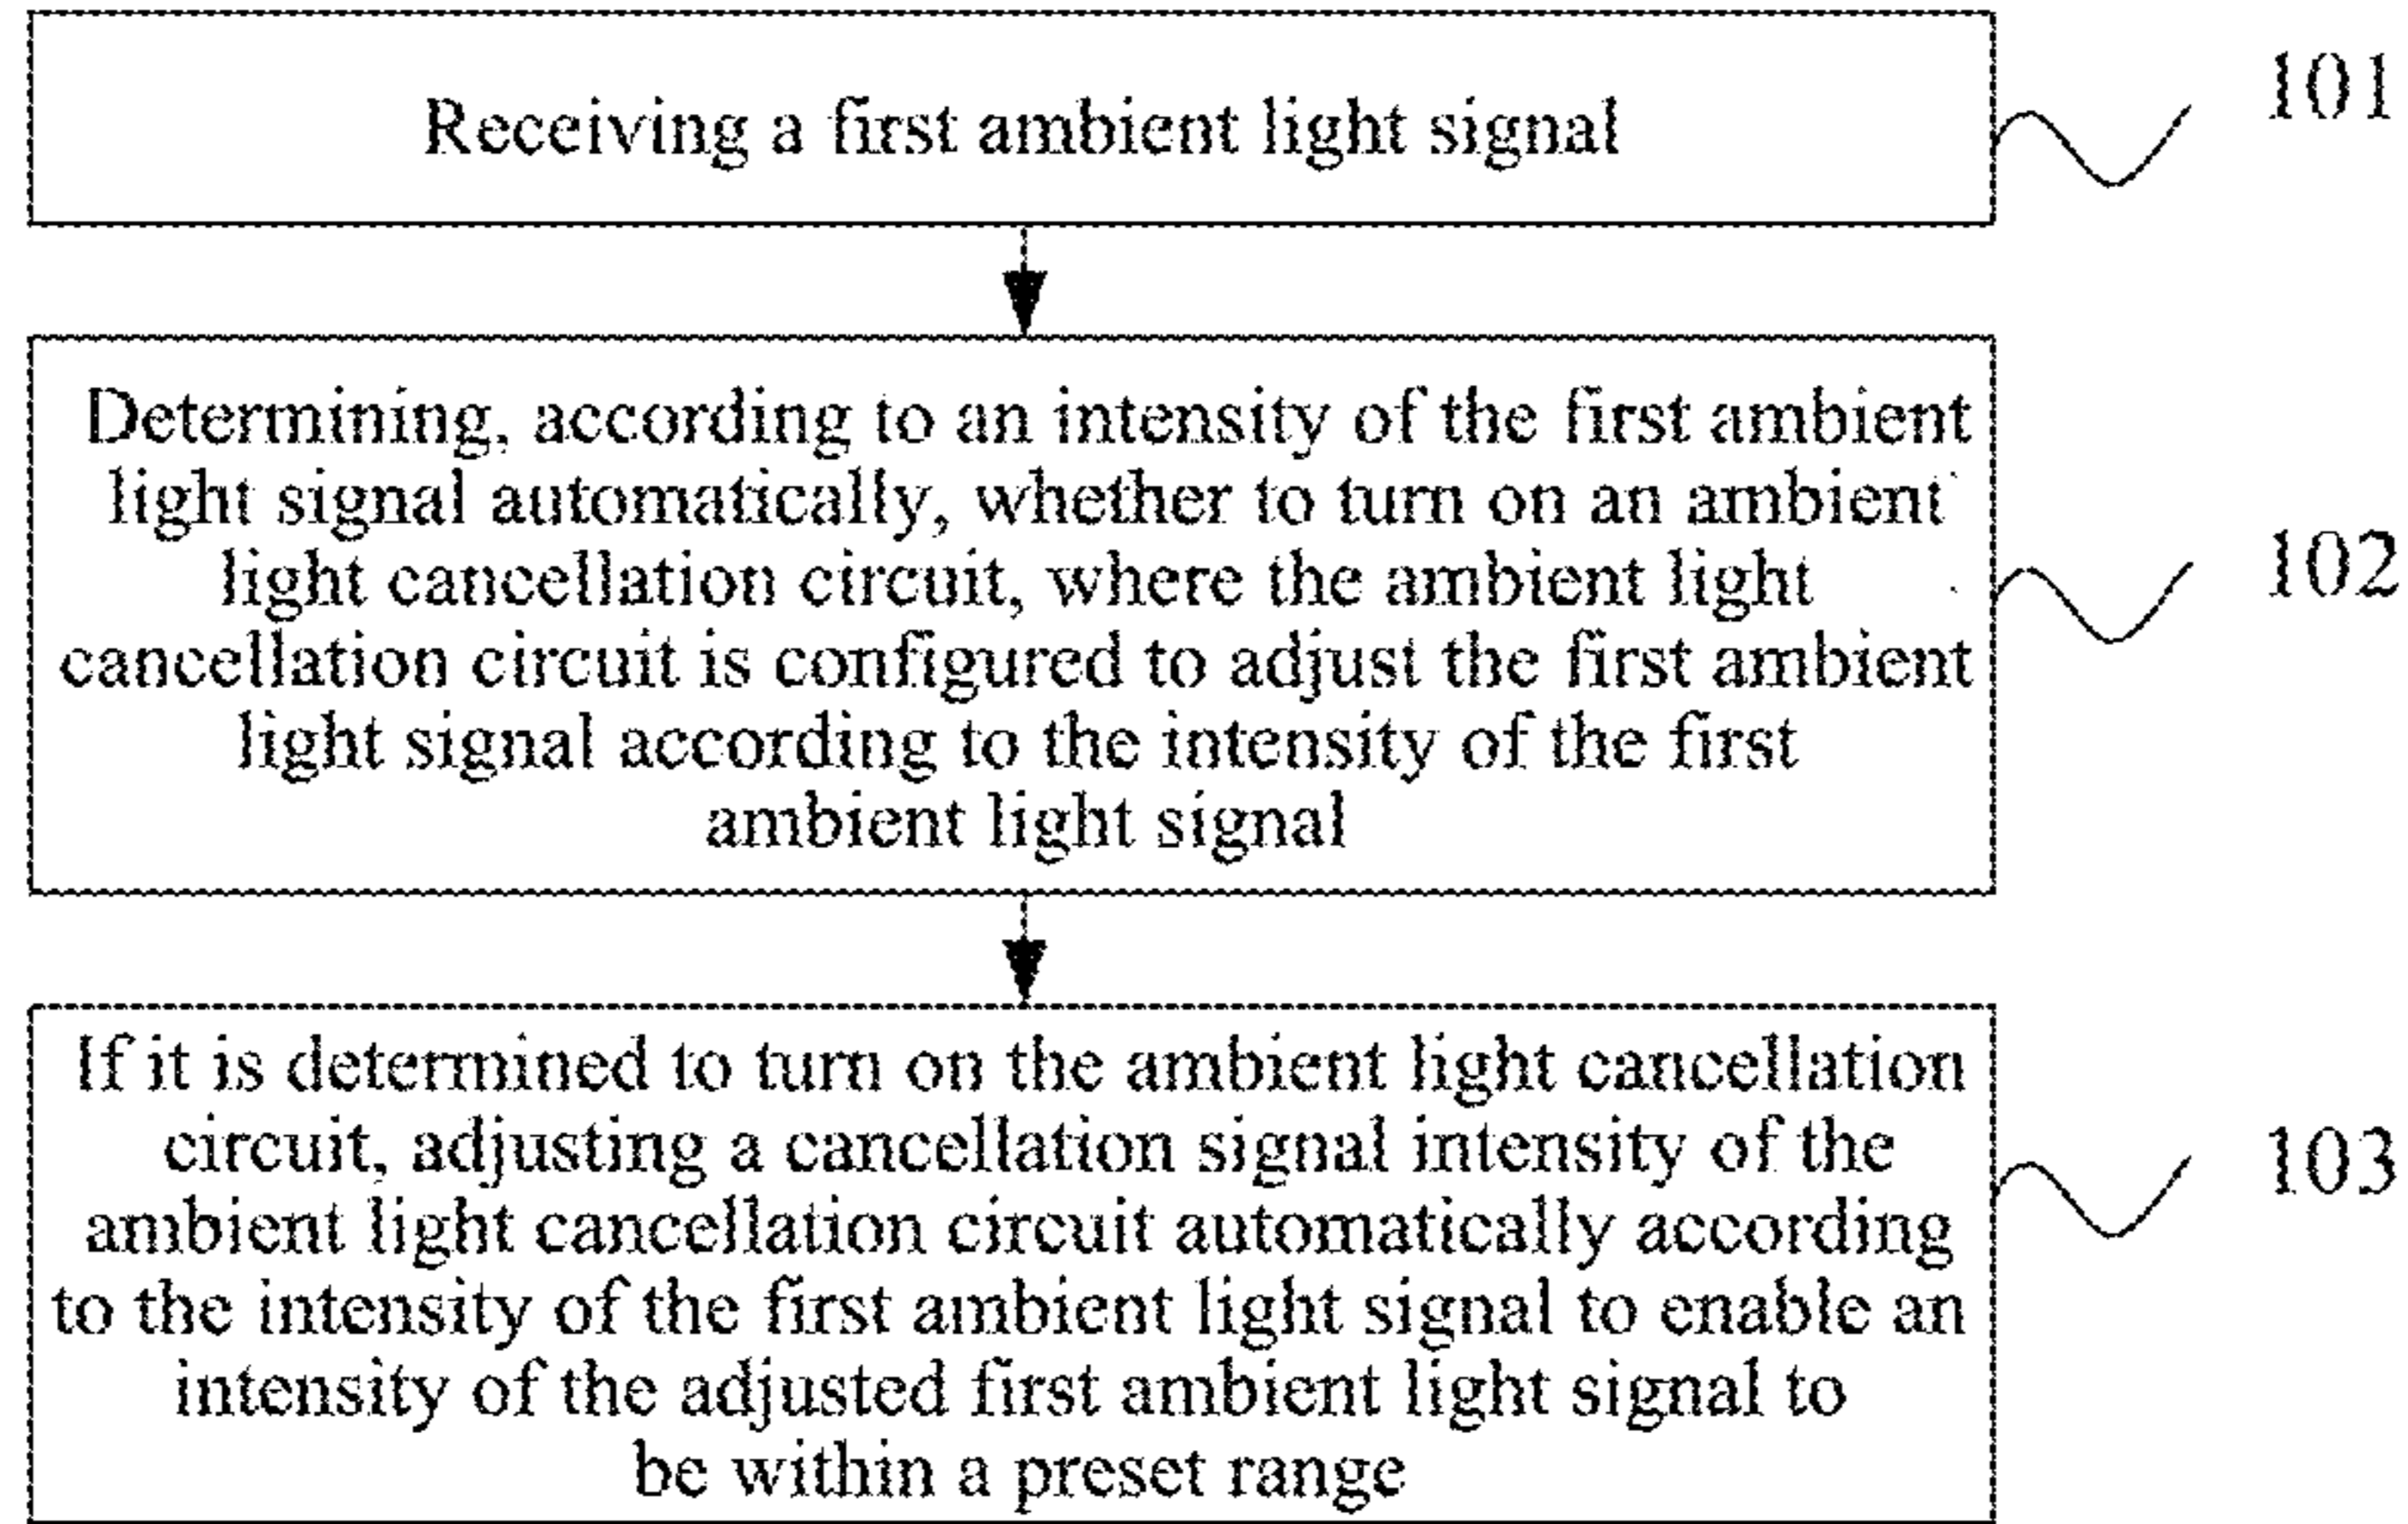 Receiving a first ambient light signal
101
Determining, according to an intensity of the first ambient
light signal automatically, whether to turn on an ambient
light cancellation circuit, where the ambient light
cancellation circuit is configured to adjust the first ambient
light signal according to the intensity of the first
ambient light signal
102
If it is determined to turn on the ambient light cancellation
circuit, adjusting a cancellation signal intensity of the
ambient light cancellation circuit automatically according
to the intensity of the first ambient light signal to enable an
intensity of the adjusted first ambient light signal to
be within a preset range
103